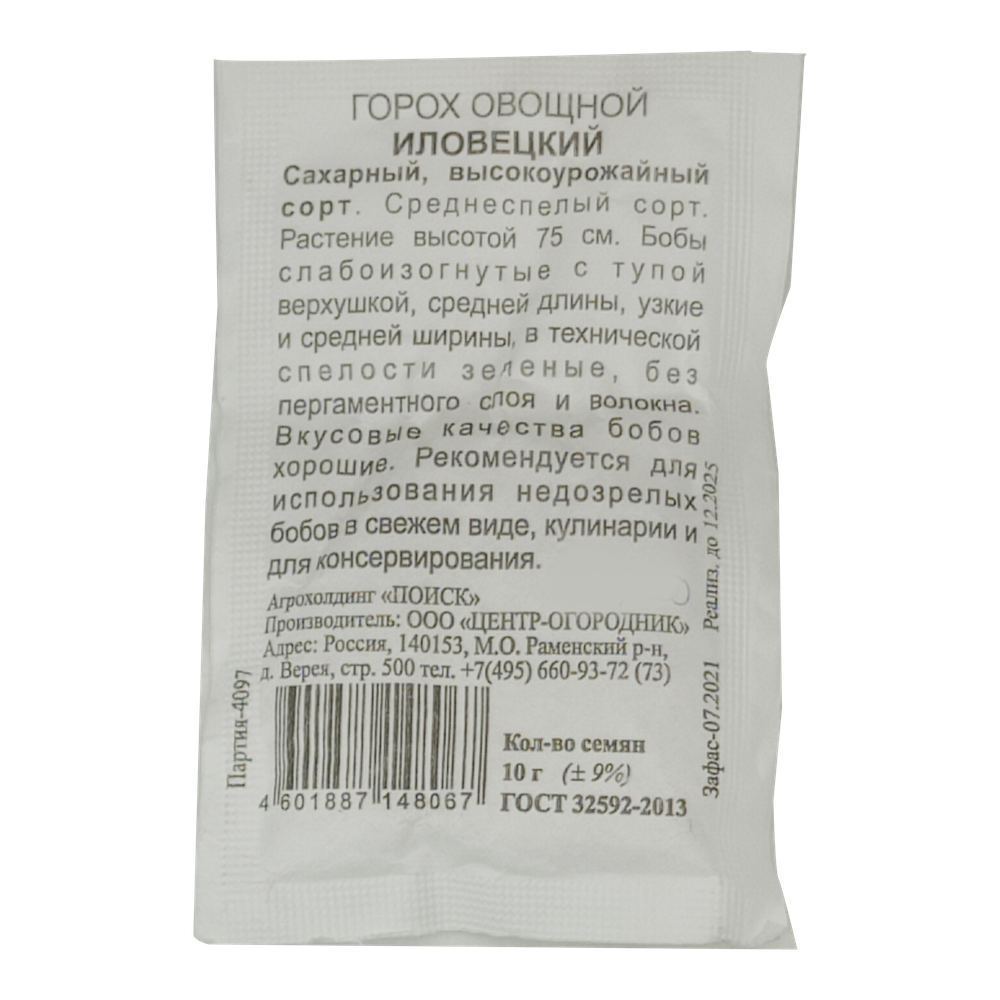 ГОРОХ ОВОЩНОЙ
ИЛОВЕЦКИЙ
Сахарный, высокоурожайный
сорт. Среднеспелый сорт.
Растение высотой 75 см. Бобы
слабоизогнутые с тупой
верхушкой, средней длины, узкие
и средней ширины, в технической
спелости зеленые, без
пергаментного слоя и волокна.
Вкусовые качества бобов
хорошие. Рекомендуется для
использования недозрелых
бобов в свежем виде, кулинарии и
для консервирования.
Агрохолдинг «ПОИСК»
Производитель: ООО «ЦЕНТР-ОГОРОДНИК»
Адрес: Россия, 140153, М.О. Раменский р-н,
д. Верея, стр. 500 тел. +7(495) 660-93-72 (73)
Партия-4097
4 601887 148067
Кол-во семян
10 г (± 9%)
ГОСТ 32592-2013
Зафас-07.2021 Реализ. до 12.2025